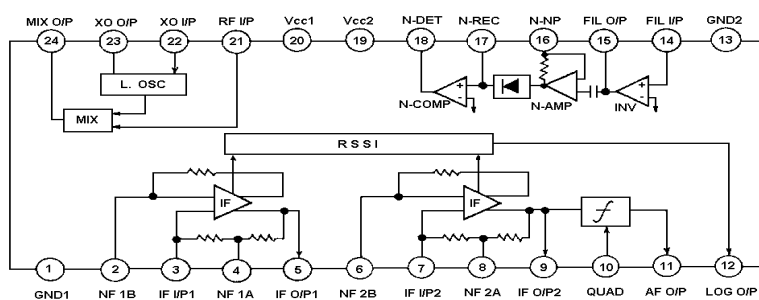 MIX O/P XO O/P XO I/P RF I/P Vcc1 Vcc2 N-DET N-REC N-NP FIL O/P FIL I/P GND2
24 23 22 21 20 19 18 17 16 15 14 13
L. OSC
MIX
+
-
N-COMP
N-AMP
+
-
INV
R S S I
IF
IF
1 2 3 4 5 6 7 8 9 10 11 12
GND1 NF 1B IF I/P1 NF 1A IF O/P1 NF 2B IF I/P2 NF 2A IF O/P2 QUAD AF O/P LOG O/P